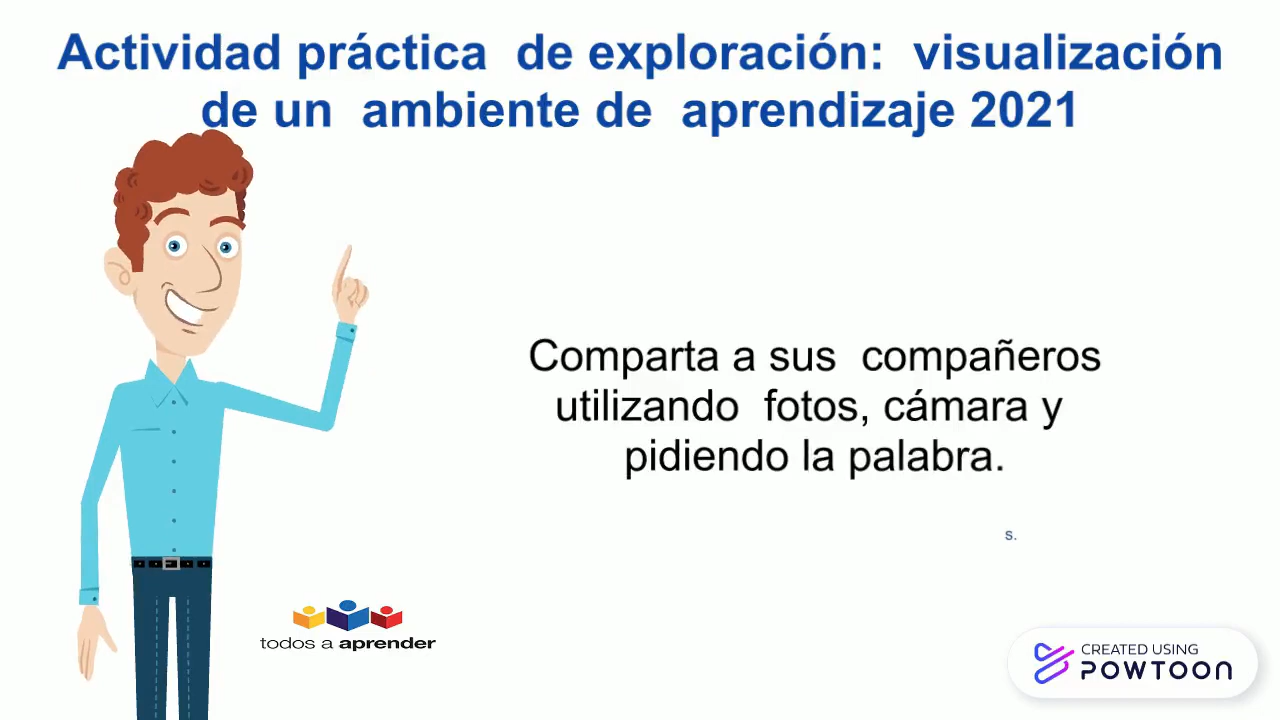 Actividad práctica de exploración: visualización
de un ambiente de aprendizaje 2021
Comparta a sus compañeros
utilizando fotos, cámara y
pidiendo la palabra.
s.
todos a aprender
CREATED USING
POWTOON